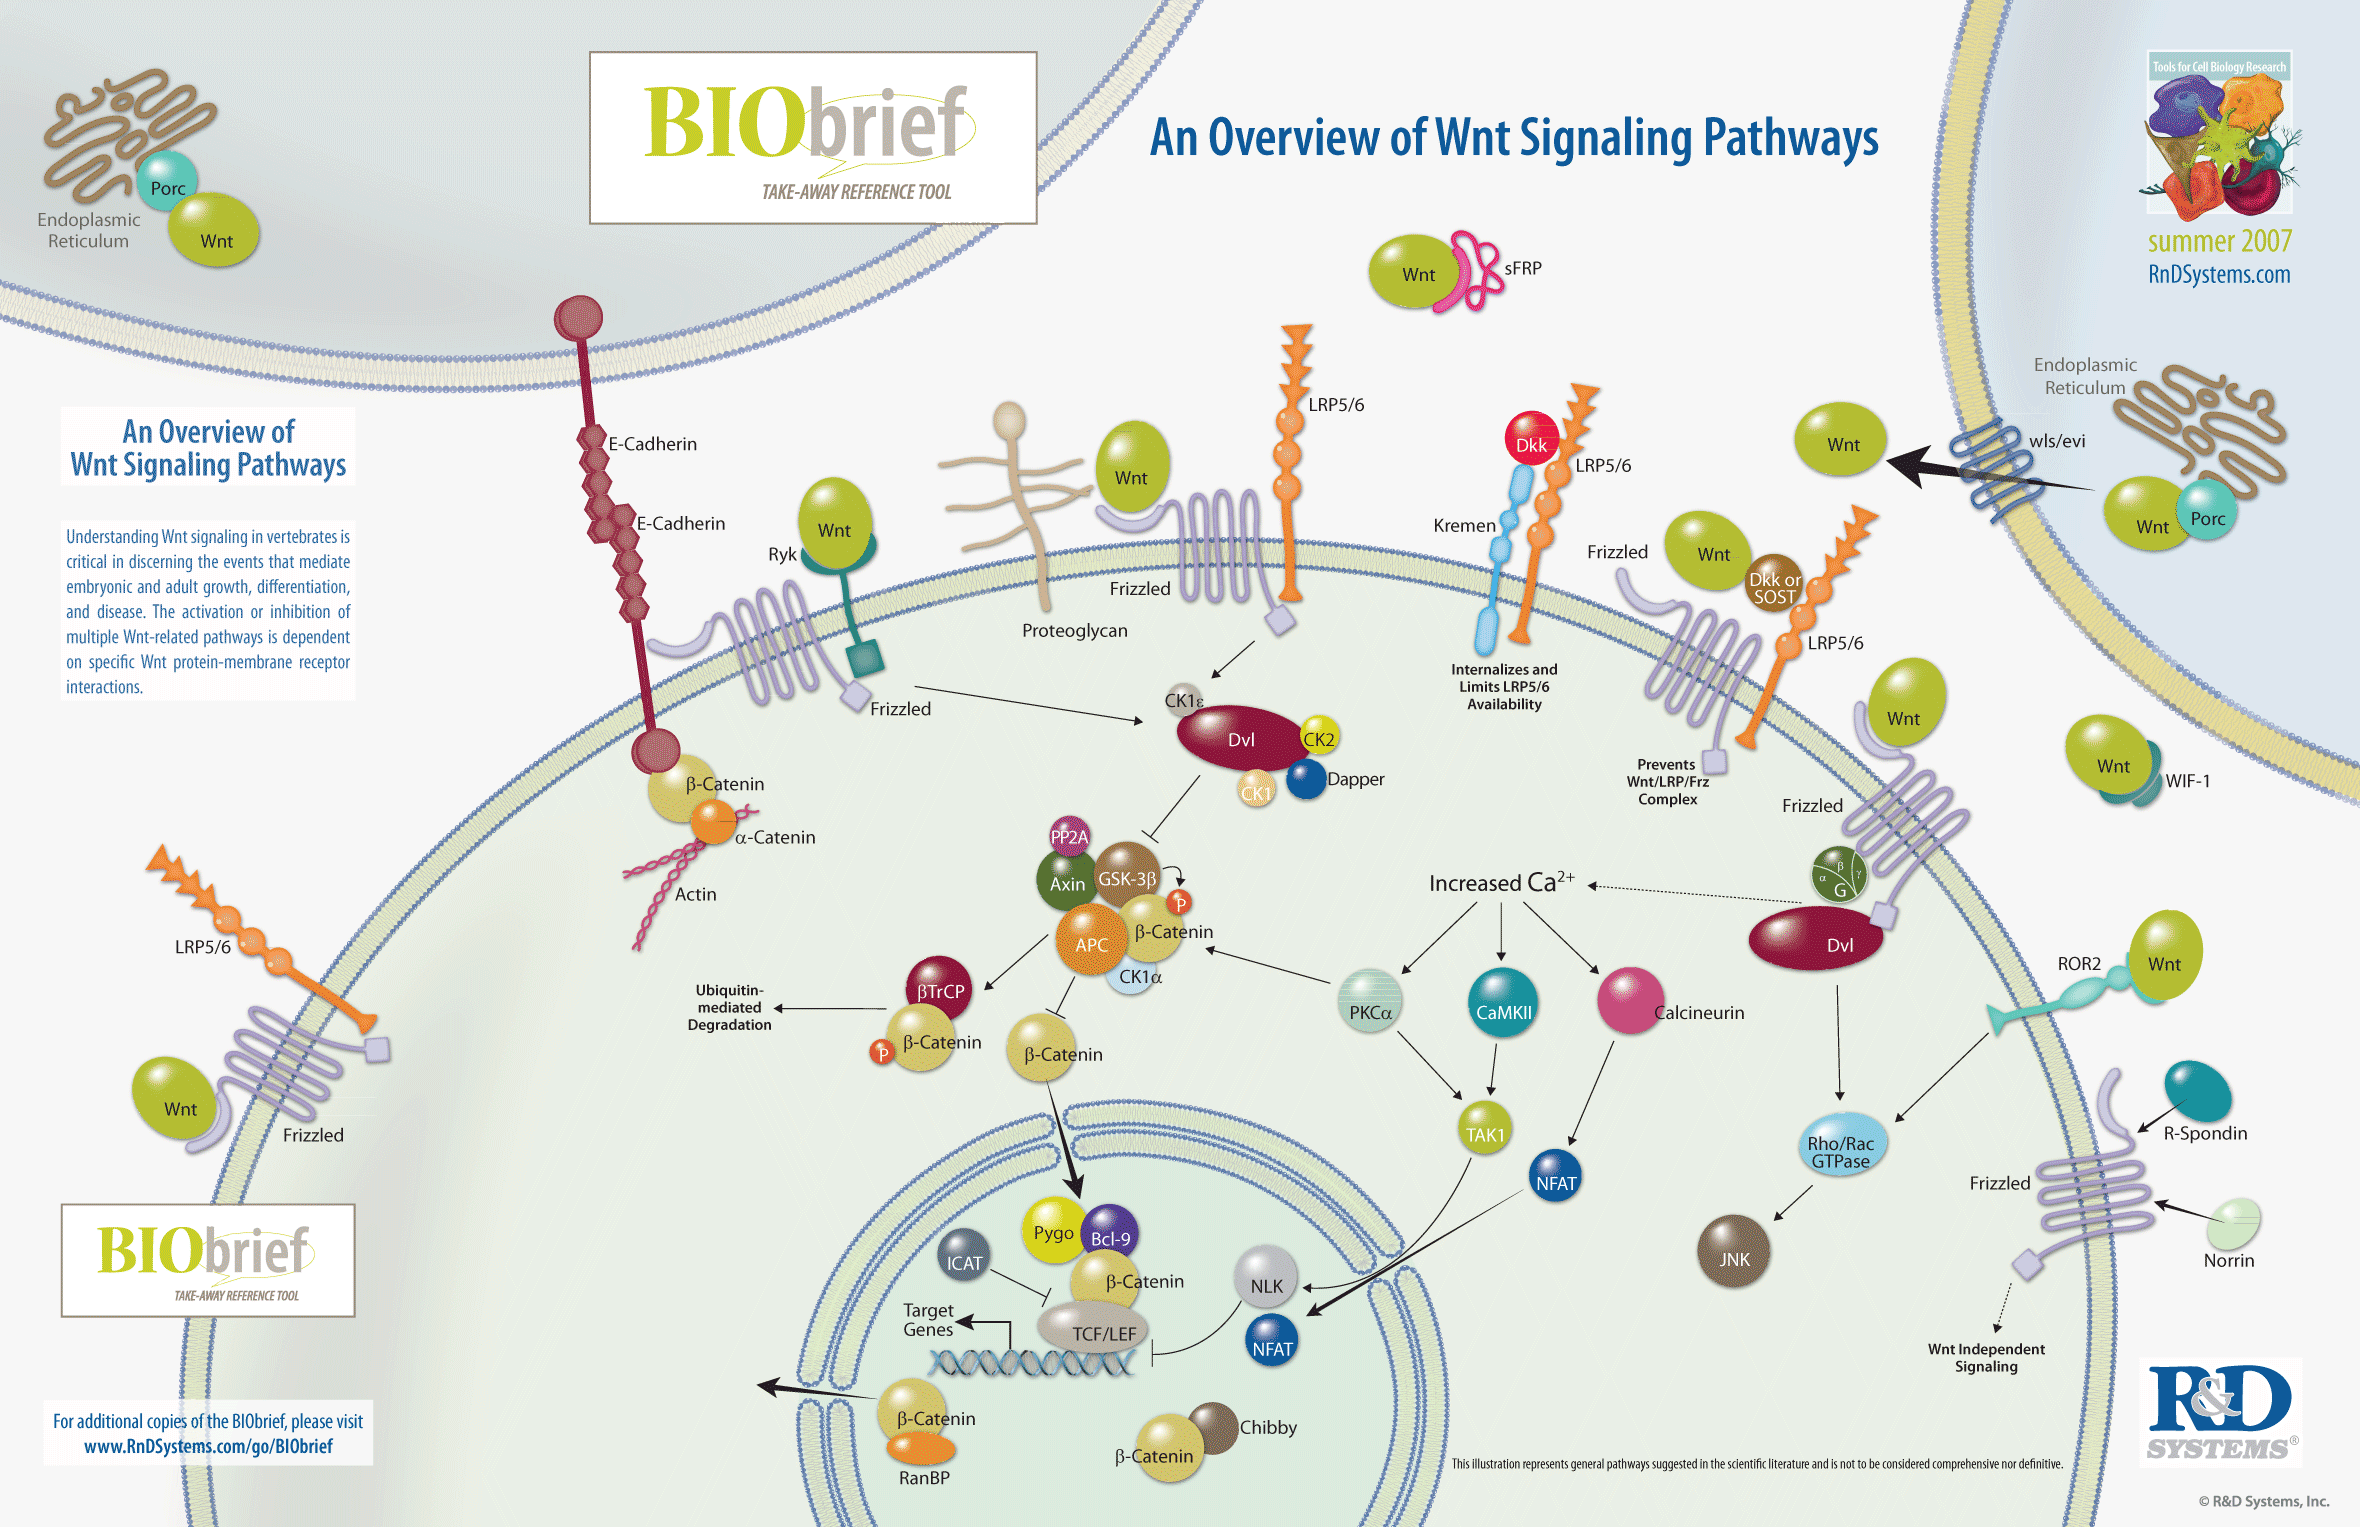 BIObrief
TAKE-AWAY REFERENCE TOOL
An Overview of Wnt Signaling Pathways
Tools for Cell Biology Research
summer 2007
RnDSystems.com
Porc
Endoplasmic
Reticulum
Wnt
Wnt
sFRP
An Overview of
Wnt Signaling Pathways
Understanding Wnt signaling in vertebrates is
critical in discerning the events that mediate
embryonic and adult growth, differentiation,
and disease. The activation or inhibition of
multiple Wnt-related pathways is dependent
on specific Wnt protein-membrane receptor
interactions.
E-Cadherin
E-Cadherin
β-Catenin
α-Catenin
Actin
Wnt
Ryk
Frizzled
Proteoglycan
Wnt
Frizzled
LRP5/6
Dkk
LRP5/6
Kremen
Internalizes and
Limits LRP5/6
Availability
Frizzled
Wnt
Dkk or
SOST
LRP5/6
Prevents
Wnt/LRP/Frz
Complex
Wnt
wls/evi
Endoplasmic
Reticulum
Wnt
Porc
Wnt
Frizzled
Wnt
WIF-1
CK1ε
Dvl
CK2
CK1
Dapper
PP2A
Axin
GSK-3β
P
β-Catenin
APC
CK1α
βTrCP
P
β-Catenin
Ubiquitin-
mediated
Degradation
β-Catenin
Increased Ca2+
α
β
γ
G
Dvl
PKCα
CaMKII
Calcineurin
TAK1
NFAT
ROR2
Wnt
Rho/Rac
GTPase
JNK
R-Spondin
Frizzled
Norrin
Wnt Independent
Signaling
LRP5/6
Wnt
Frizzled
BIObrief
TAKE-AWAY REFERENCE TOOL
Pygo
Bcl-9
ICAT
β-Catenin
TCF/LEF
Target
Genes
NLK
NFAT
β-Catenin
RanBP
Chibby
β-Catenin
For additional copies of the BIObrief, please visit
www.RnDSystems.com/go/BIObrief
R&D
SYSTEMS®
This illustration represents general pathways suggested in the scientific literature and is not to be considered comprehensive nor definitive.
© R&D Systems, Inc.